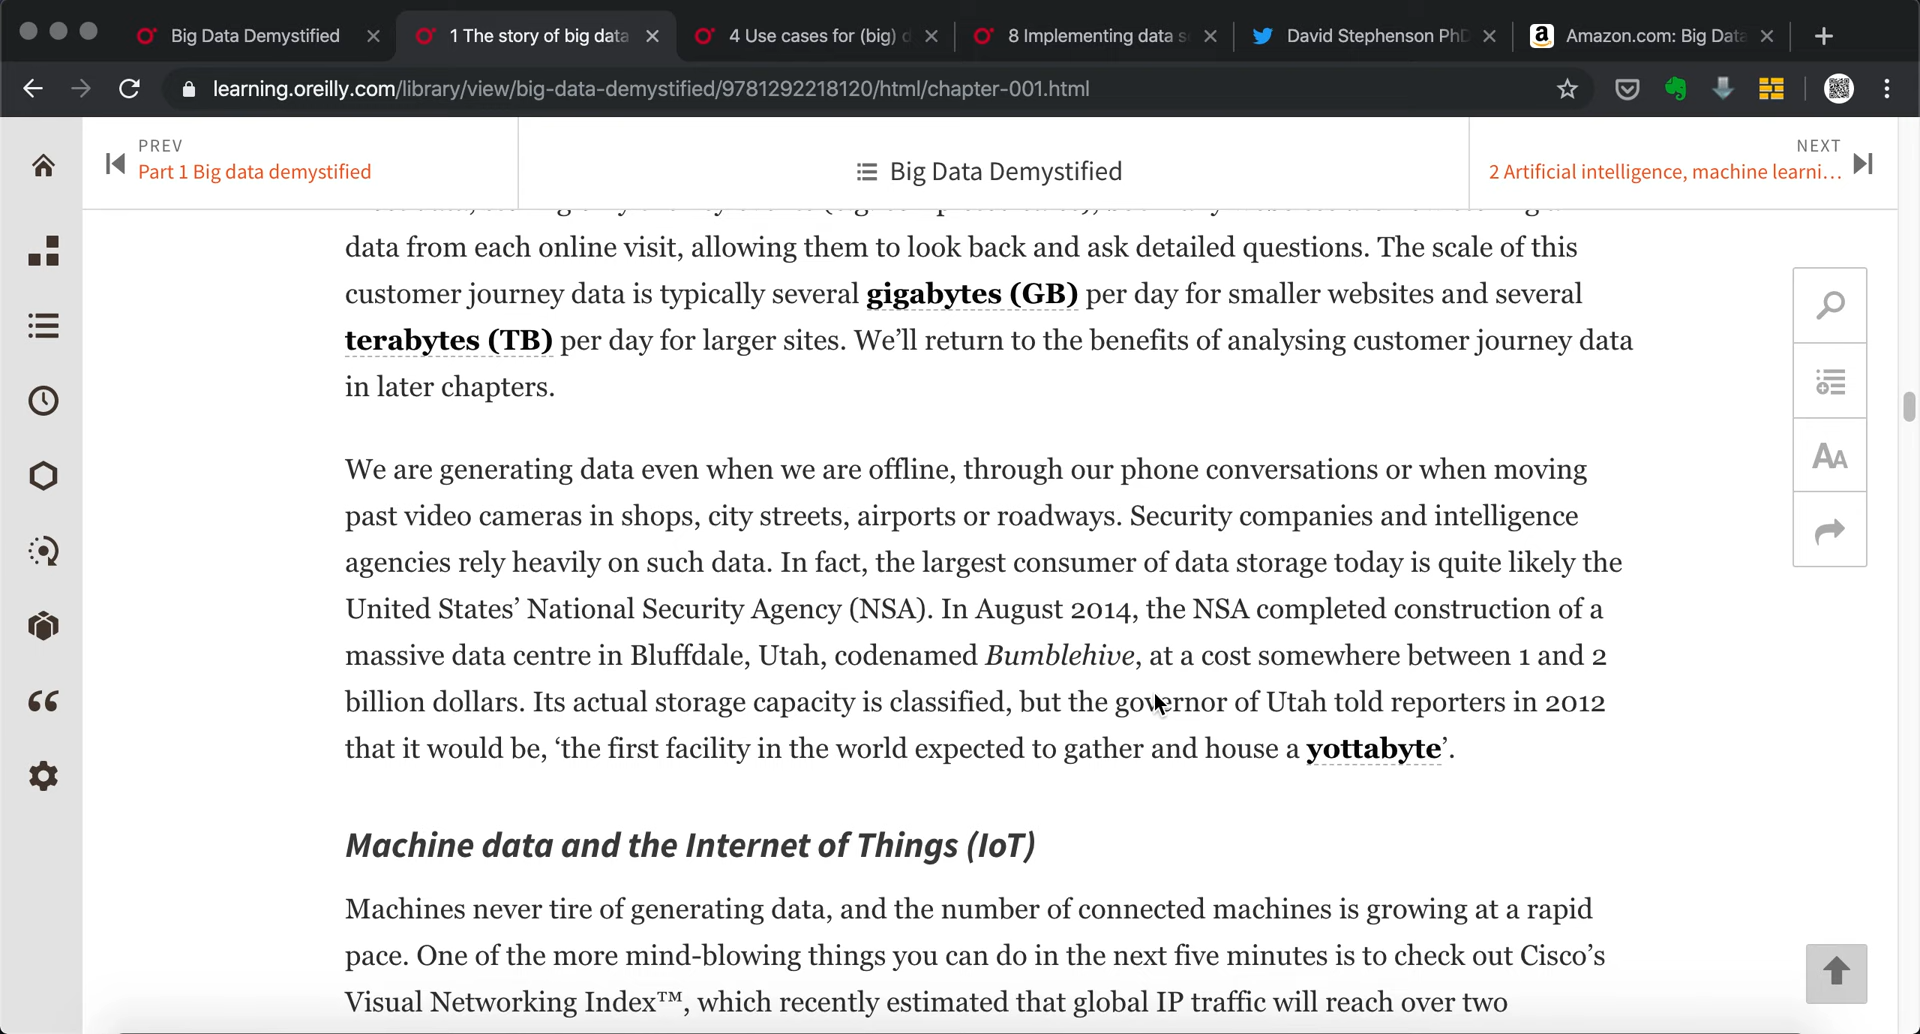 Big Data Demystified
1 The story of big data
4 Use cases for (big) d
8 Implementing data s
David Stephenson PhD
Amazon.com: Big Data
learning.oreilly.com/library/view/big-data-demystified/9781292218120/html/chapter-001.html
PREV
Part 1 Big data demystified
Big Data Demystified
NEXT
2 Artificial intelligence, machine learni...
data from each online visit, allowing them to look back and ask detailed questions. The scale of this
customer journey data is typically several gigabytes (GB) per day for smaller websites and several
terabytes (TB) per day for larger sites. We’ll return to the benefits of analysing customer journey data
in later chapters.
We are generating data even when we are offline, through our phone conversations or when moving
past video cameras in shops, city streets, airports or roadways. Security companies and intelligence
agencies rely heavily on such data. In fact, the largest consumer of data storage today is quite likely the
United States’ National Security Agency (NSA). In August 2014, the NSA completed construction of a
massive data centre in Bluffdale, Utah, codenamed Bumblehive, at a cost somewhere between 1 and 2
billion dollars. Its actual storage capacity is classified, but the governor of Utah told reporters in 2012
that it would be, ‘the first facility in the world expected to gather and house a yottabyte’.
Machine data and the Internet of Things (IoT)
Machines never tire of generating data, and the number of connected machines is growing at a rapid
pace. One of the more mind-blowing things you can do in the next five minutes is to check out Cisco’s
Visual Networking Index™, which recently estimated that global IP traffic will reach over two
AA